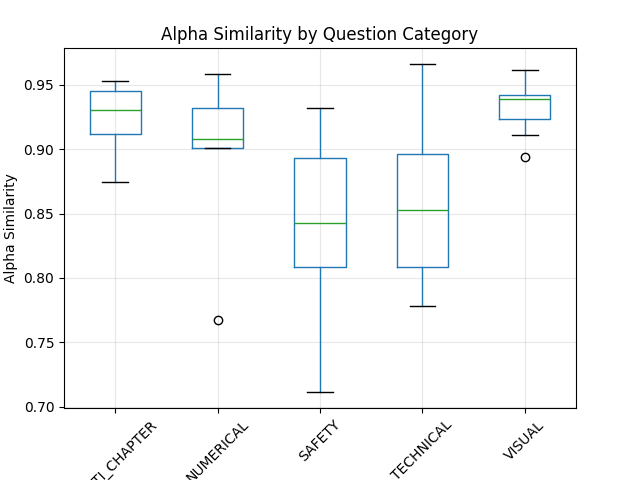 Alpha Similarity by Question Category
Alpha Similarity
0.95
0.90
0.85
0.80
0.75
0.70
TI_CHAPTER
NUMERICAL
SAFETY
TECHNICAL
VISUAL